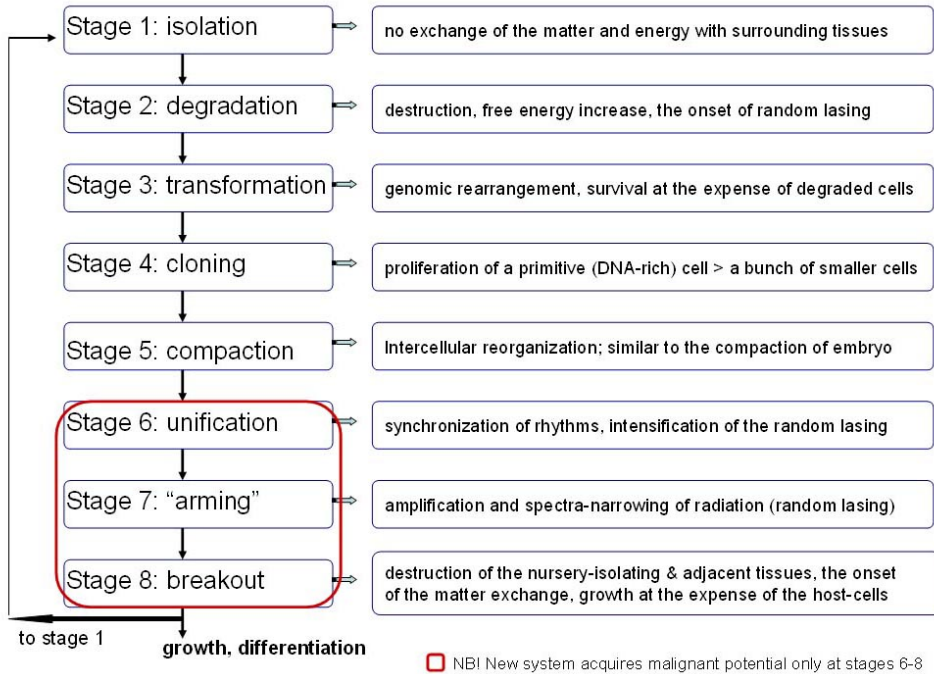 Stage 1: isolation
no exchange of the matter and energy with surrounding tissues
Stage 2: degradation
destruction, free energy increase, the onset of random lasing
Stage 3: transformation
genomic rearrangement, survival at the expense of degraded cells
Stage 4: cloning
proliferation of a primitive (DNA-rich) cell > a bunch of smaller cells
Stage 5: compaction
Intercellular reorganization; similar to the compaction of embryo
Stage 6: unification
synchronization of rhythms, intensification of the random lasing
Stage 7: “arming”
amplification and spectra-narrowing of radiation (random lasing)
Stage 8: breakout
destruction of the nursery-isolating & adjacent tissues, the onset
of the matter exchange, growth at the expense of the host-cells
to stage 1
growth, differentiation
NB! New system acquires malignant potential only at stages 6-8